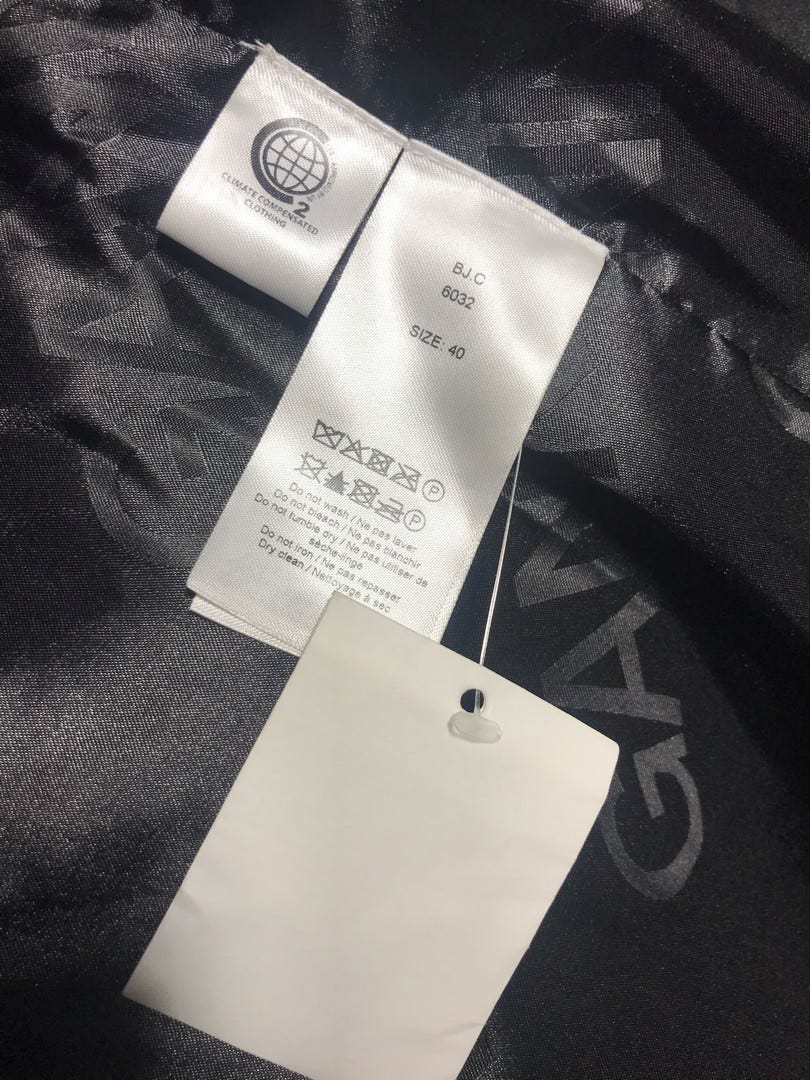 2
CLIMATE COMPENSATED
CLOTHING
BJ.C
6032
SIZE: 40
P
P
Do not wash / Ne pas laver
Do not bleach / Ne pas blanchir
Do not tumble dry / Ne pas utiliser de
sèche-linge
Do not iron / Ne pas repasser
Dry clean / Nettoyage à sec
GA